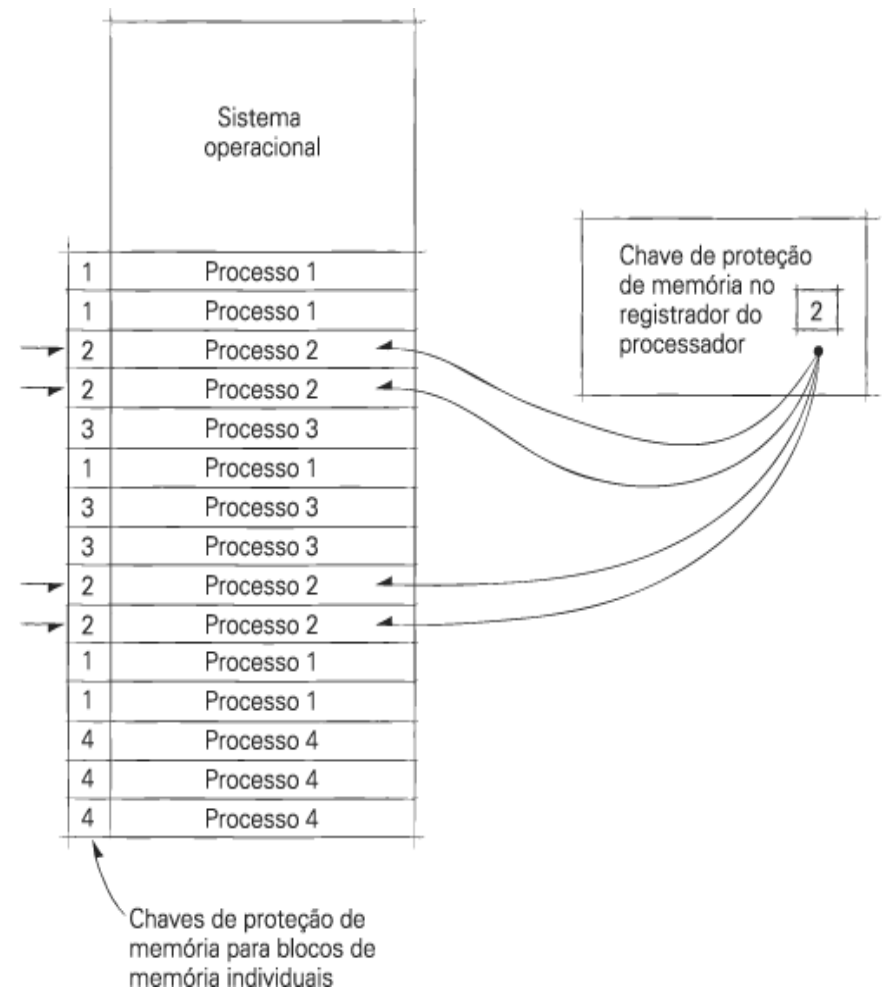 Sistema
operacional
Chave de proteção
de memória no
registrador do
processador
2
1 Processo 1
1 Processo 1
2 Processo 2
2 Processo 2
3 Processo 3
1 Processo 1
3 Processo 3
3 Processo 3
2 Processo 2
2 Processo 2
1 Processo 1
1 Processo 1
4 Processo 4
4 Processo 4
4 Processo 4
Chaves de proteção de
memória para blocos de
memória individuais